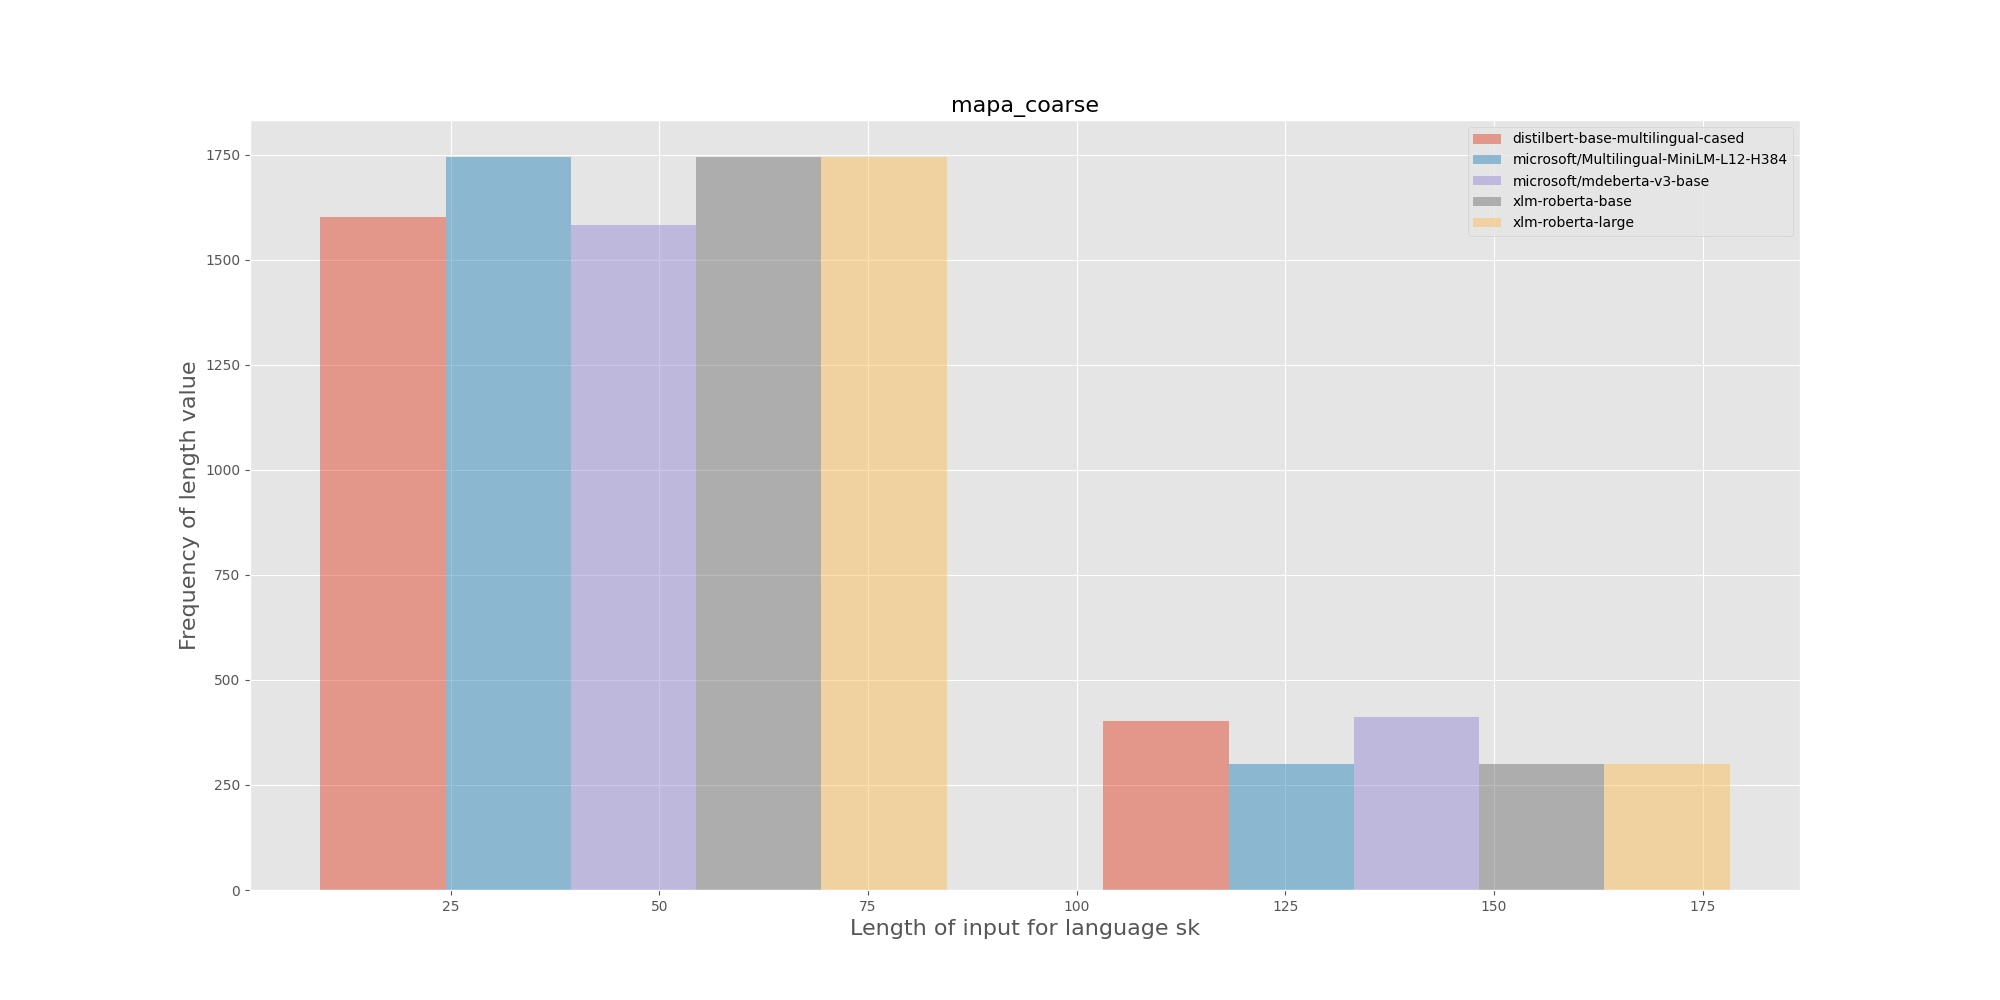 mapa_coarse
distilbert-base-multilingual-cased
microsoft/Multilingual-MiniLM-L12-H384
microsoft/mdeberta-v3-base
xlm-roberta-base
xlm-roberta-large
Frequency of length value
1750
1500
1250
1000
750
500
250
0
25 50 75 100 125 150 175
Length of input for language sk